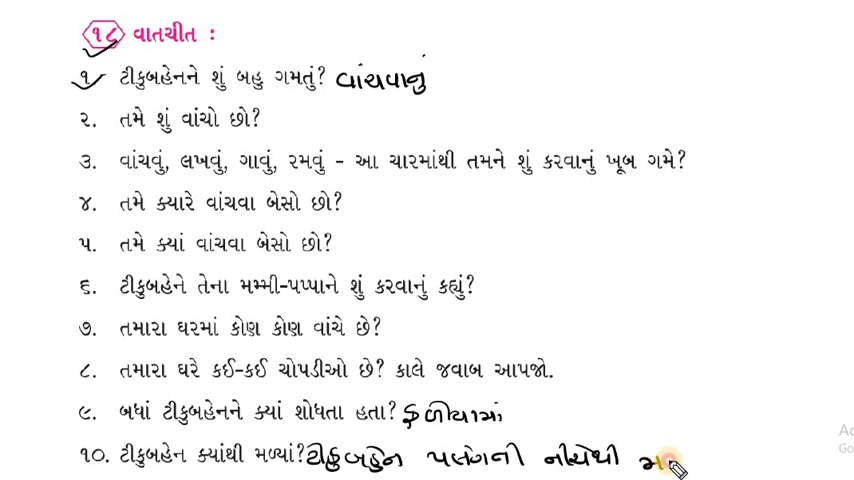 ૧૮ વાતચીત :
૧ ટીકુબહેનને શું બહુ ગમતું? વાંચવાનું
૨. તમે શું વાંચો છો?
૩. વાંચવું, લખવું, ગાવું, રમવું - આ ચારમાંથી તમને શું કરવાનું ખૂબ ગમે?
૪. તમે ક્યારે વાંચવા બેસો છો?
૫. તમે ક્યાં વાંચવા બેસો છો?
૬. ટીકુબહેને તેના મમ્મી-પપ્પાને શું કરવાનું કહ્યું?
૭. તમારા ઘરમાં કોણ કોણ વાંચે છે?
૮. તમારા ઘરે કઈ-કઈ ચોપડીઓ છે? કાલે જવાબ આપજો.
૯. બધાં ટીકુબહેનને ક્યાં શોધતા હતા? ફળીયામાં
૧૦. ટીકુબહેન ક્યાંથી મળ્યાં? ટીકુબહેન પલંગની નીચેથી મ